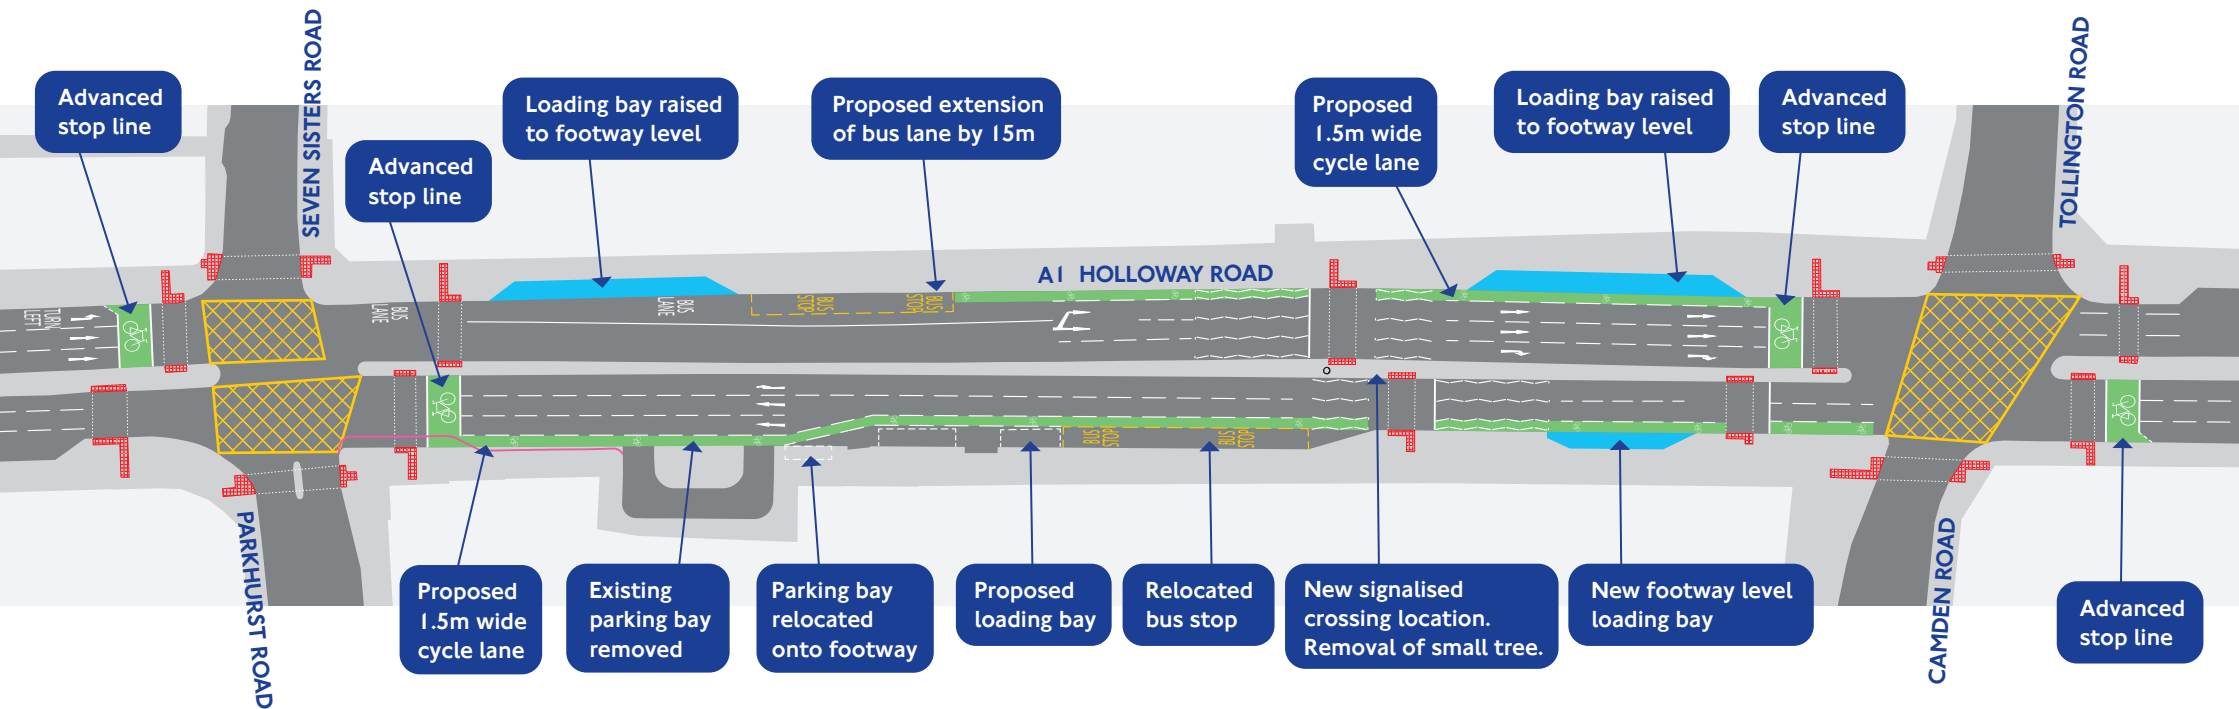 SEVEN SISTERS ROAD
TOLLINGTON ROAD
Advanced
stop line
Advanced
stop line
Loading bay raised
to footway level
Proposed extension
of bus lane by 15m
Proposed
1.5m wide
cycle lane
Loading bay raised
to footway level
Advanced
stop line
A1 HOLLOWAY ROAD
TURN
LEFT
BUS
LANE
BUS
LANE
BUS
STOP
BUS
STOP
BUS
STOP
BUS
STOP
PARKHURST ROAD
Proposed
1.5m wide
cycle lane
Existing
parking bay
removed
Parking bay
relocated
onto footway
Proposed
loading bay
Relocated
bus stop
New signalised
crossing location.
Removal of small tree.
New footway level
loading bay
CAMDEN ROAD
Advanced
stop line